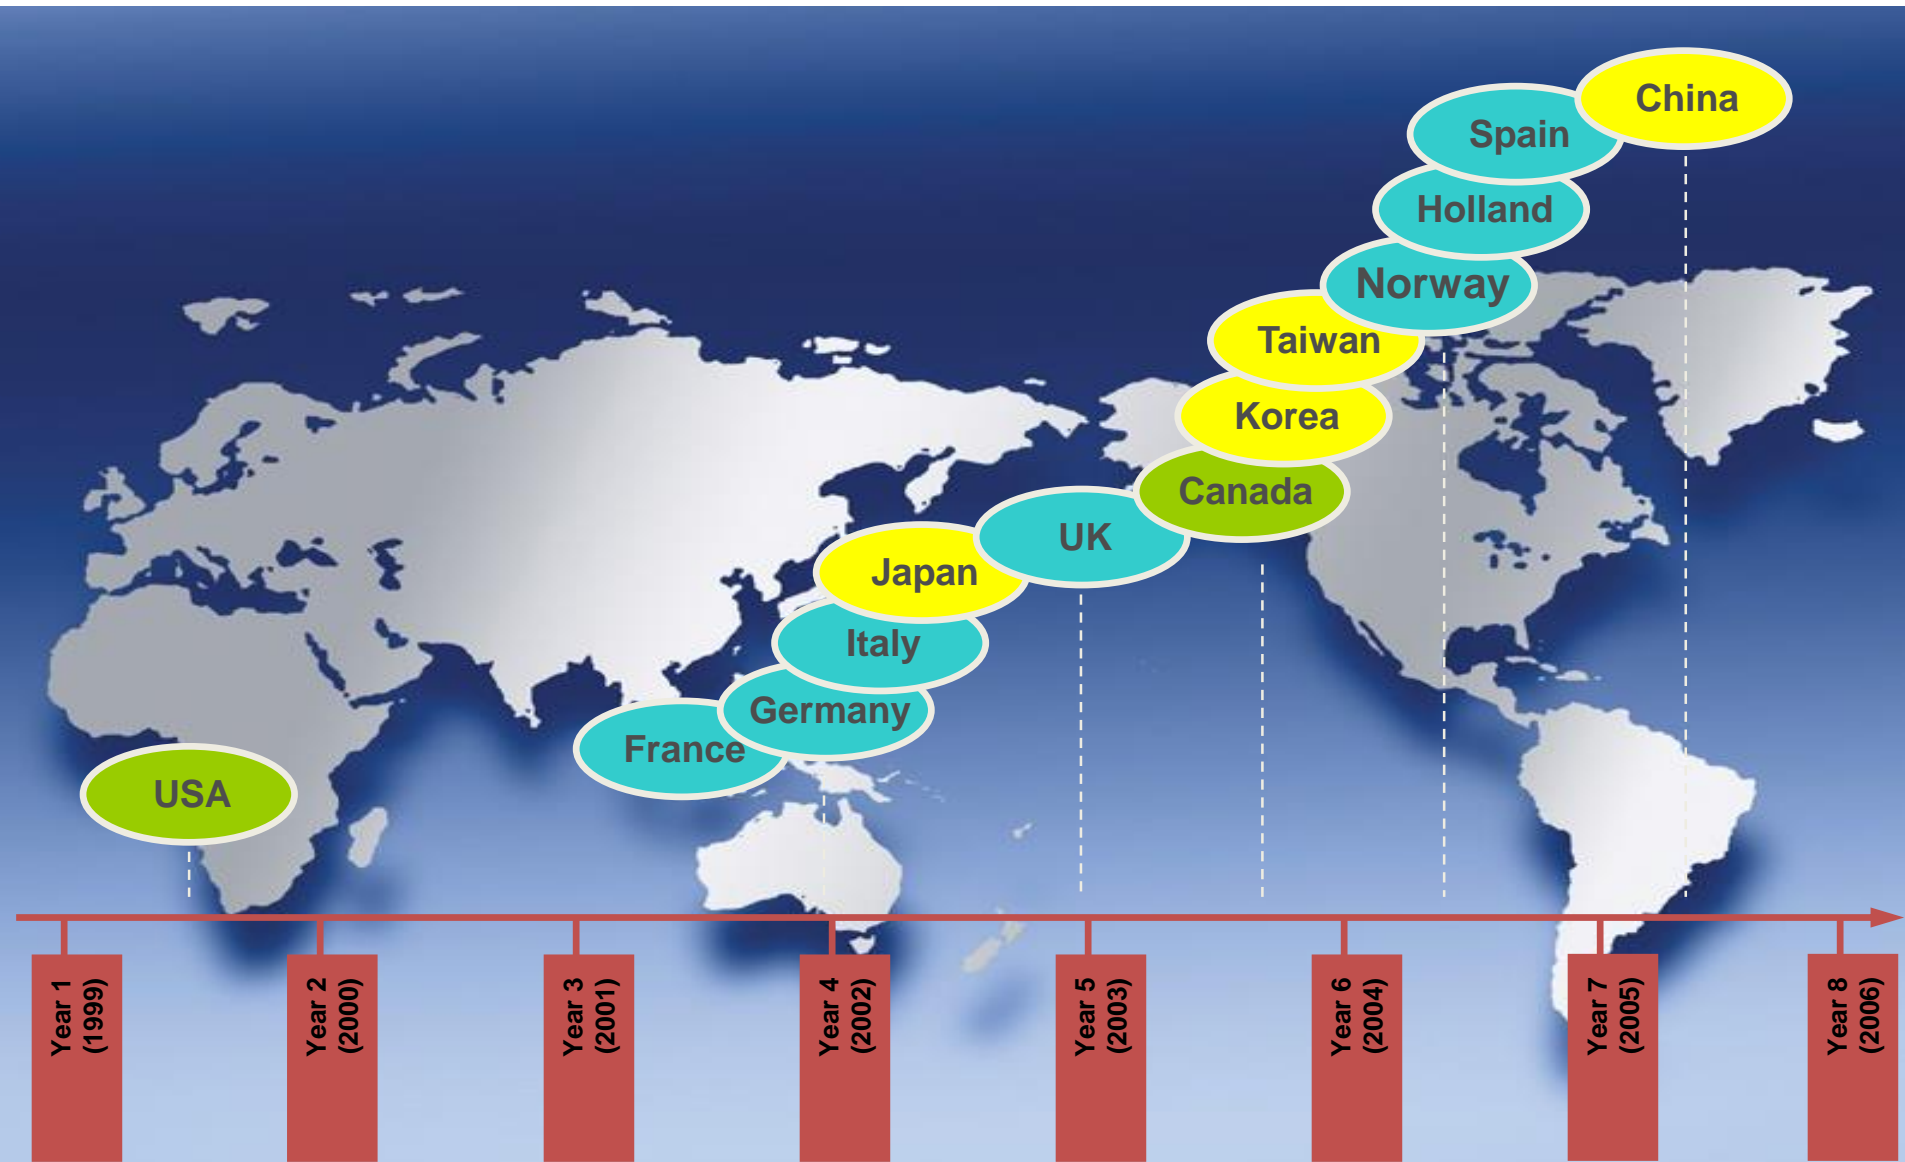 China
Spain
Holland
Norway
Taiwan
Korea
Canada
UK
Japan
Italy
Germany
France
USA
Year 1
(1999)
Year 2
(2000)
Year 3
(2001)
Year 4
(2002)
Year 5
(2003)
Year 6
(2004)
Year 7
(2005)
Year 8
(2006)